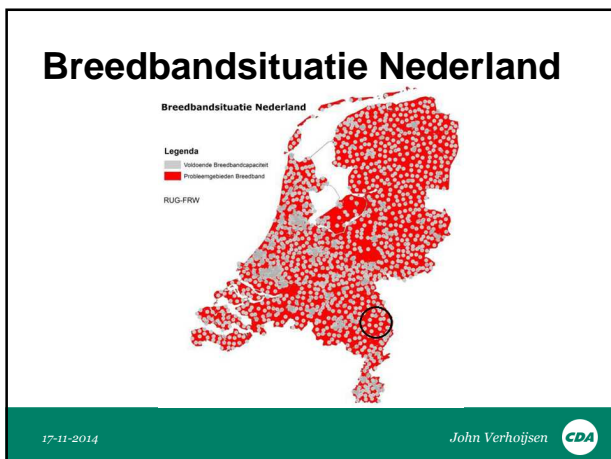 Breedbandsituatie Nederland
Breedbandsituatie Nederland
Legenda
Voldoende Breedbandcapaciteit
Probleemgebieden Breedband
RUG-FRW
17-11-2014
John Verhoijsen
CDA